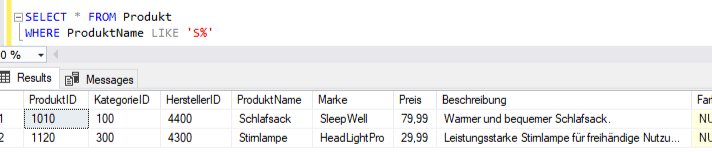 SELECT * FROM Produkt
WHERE ProduktName LIKE 'S%'
0 %
Results Messages
ProduktID KategorieID HerstellerID ProduktName Marke Preis Beschreibung Far
1 1010 100 4400 Schlafsack SleepWell 79,99 Warmer und bequemer Schlafsack. NU
2 1120 300 4300 Stirnlampe HeadLightPro 29,99 Leistungsstarke Stirnlampe für freihändige Nutzu... NU